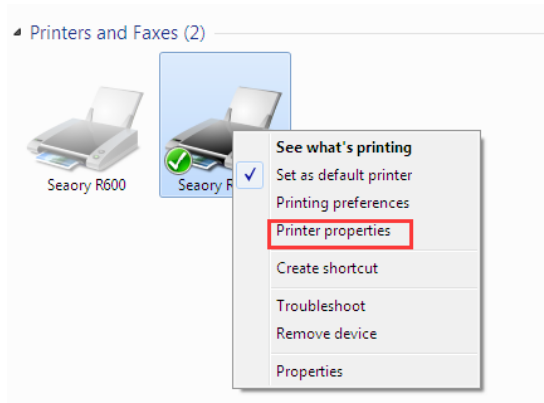 Printers and Faxes (2)
Seaory R600
Seaory R
See what's printing
Set as default printer
Printing preferences
Printer properties
Create shortcut
Troubleshoot
Remove device
Properties